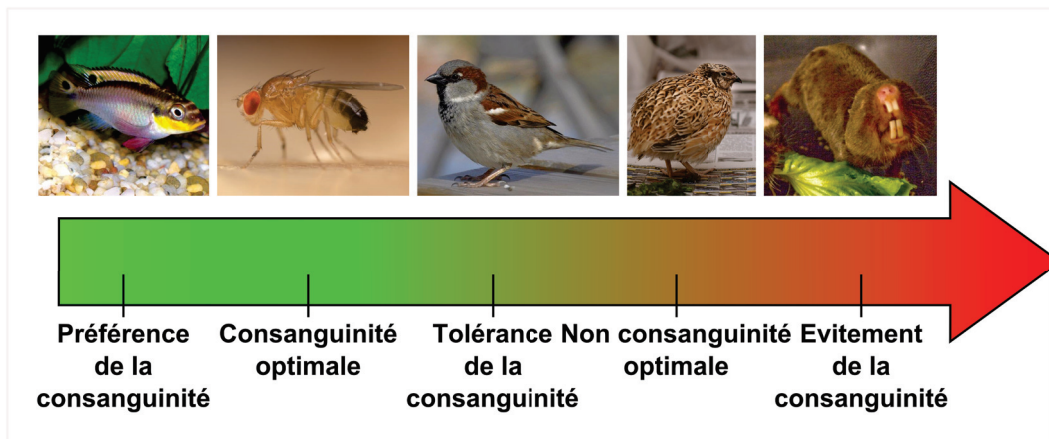 Préférence
de la
consanguinité
Consanguinité
optimale
Tolérance
de la
consanguinité
Non consanguinité
optimale
Evitement
de la
consanguinité